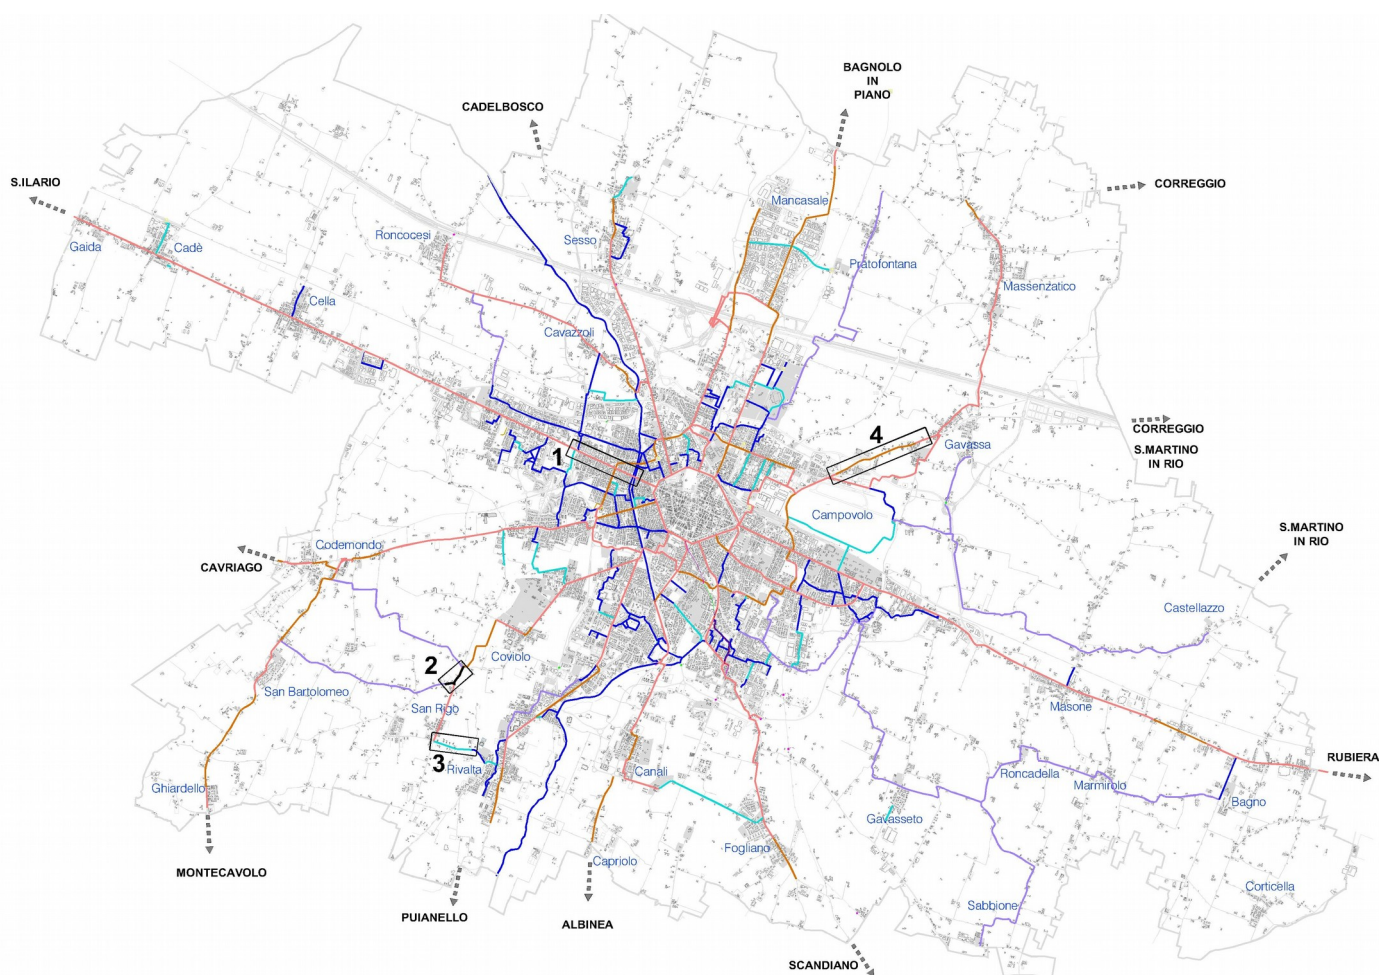 BAGNOLO
IN
PIANO
CADELBOSCO
S.ILARIO
CORREGGIO
Mancasale
Gaida
Cadè
Roncocesi
Sesso
Pratofontana
Massenzatico
Cella
Cavazzoli
CORREGGIO
S.MARTINO
IN RIO
4
Gavassa
1
Campovolo
S.MARTINO
IN RIO
Codemondo
CAVRIAGO
Castellazzo
2
Coviolo
San Bartolomeo
San Rigo
Masone
3
Rivalta
Canali
Roncadella
Marmirolo
RUBIERA
Ghiardello
Bagno
Gavasseto
Fogliano
MONTECAVOLO
Capriolo
Corticella
Sabbione
PUIANELLO
ALBINEA
SCANDIANO